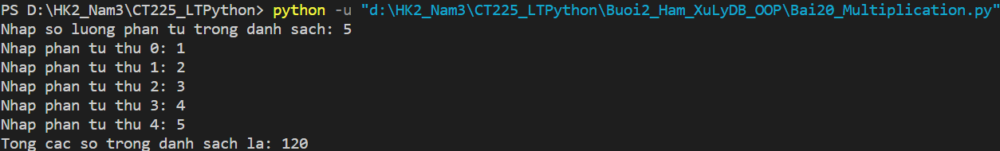 PS D:\HK2_Nam3\CT225_LTPython> python -u "d:\HK2_Nam3\CT225_LTPython\Buoi2_Ham_XuLyDB_OOP\Bai20_Multiplication.py"
Nhap so luong phan tu trong danh sach: 5
Nhap phan tu thu 0: 1
Nhap phan tu thu 1: 2
Nhap phan tu thu 2: 3
Nhap phan tu thu 3: 4
Nhap phan tu thu 4: 5
Tong cac so trong danh sach la: 120